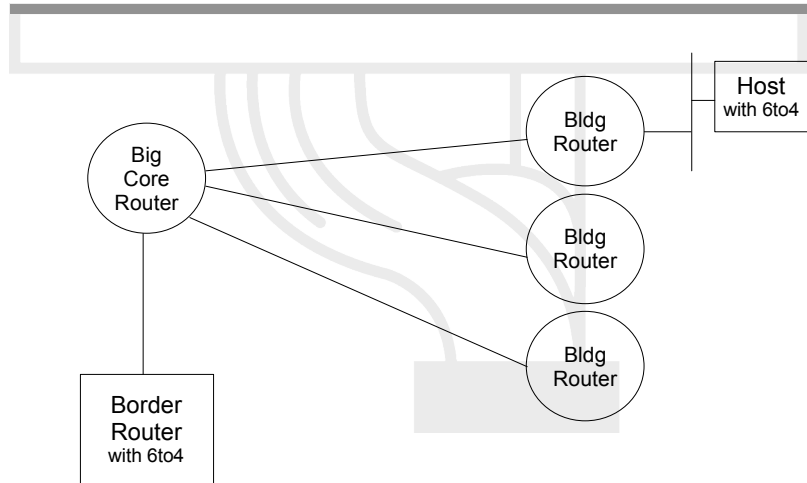 Host
with 6to4
Bldg
Router
Big
Core
Router
Bldg
Router
Bldg
Router
Border
Router
with 6to4